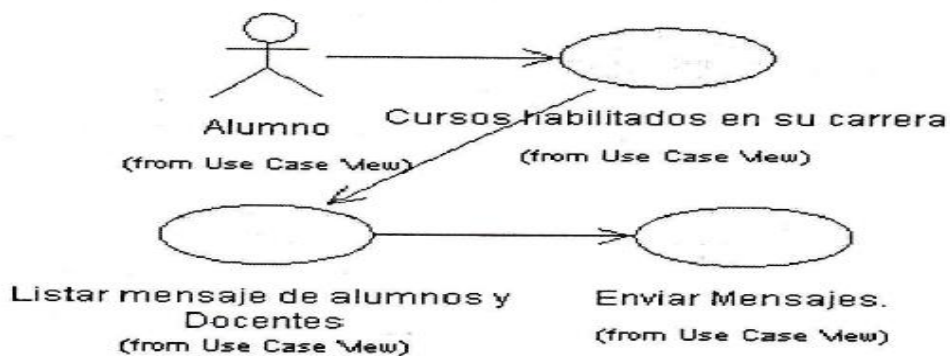 Alumno
(from Use Case View)
Cursos habilitados en su carrera
(from Use Case View)
Listar mensaje de alumnos y
Docentes
(from Use Case View)
Enviar Mensajes.
(from Use Case View)